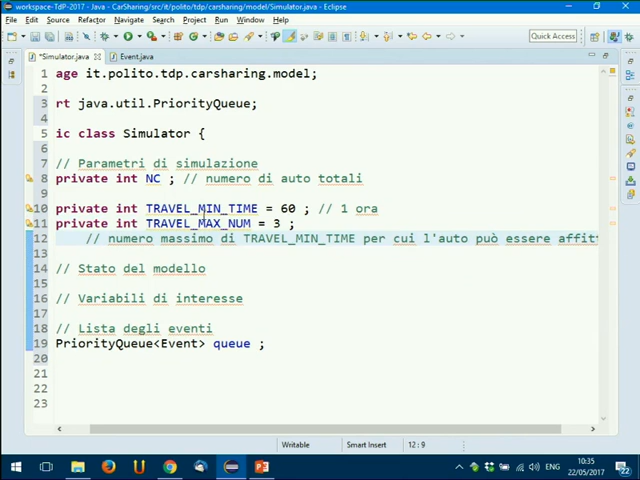 workspace-TdP-2017 - Java - CarSharing/src/it/polito/tdp/carsharing/model/Simulator.java - Eclipse
File Edit Source Refactor Navigate Search Project Run Window Help
Quick Access
*Simulator.java Event.java
1 age it.polito.tdp.carsharing.model;
2
3 rt java.util.PriorityQueue;
4
5 ic class Simulator {
6
7 // Parametri di simulazione
8 private int NC ; // numero di auto totali
9
10 private int TRAVEL_MIN_TIME = 60 ; // 1 ora
11 private int TRAVEL_MAX_NUM = 3 ;
12 // numero massimo di TRAVEL_MIN_TIME per cui l'auto può essere affitt
13
14 // Stato del modello
15
16 // Variabili di interesse
17
18 // Lista degli eventi
19 PriorityQueue<Event> queue ;
20
21
22
23
Writable Smart Insert 12 : 9
ENG 10:35
22/05/2017
22